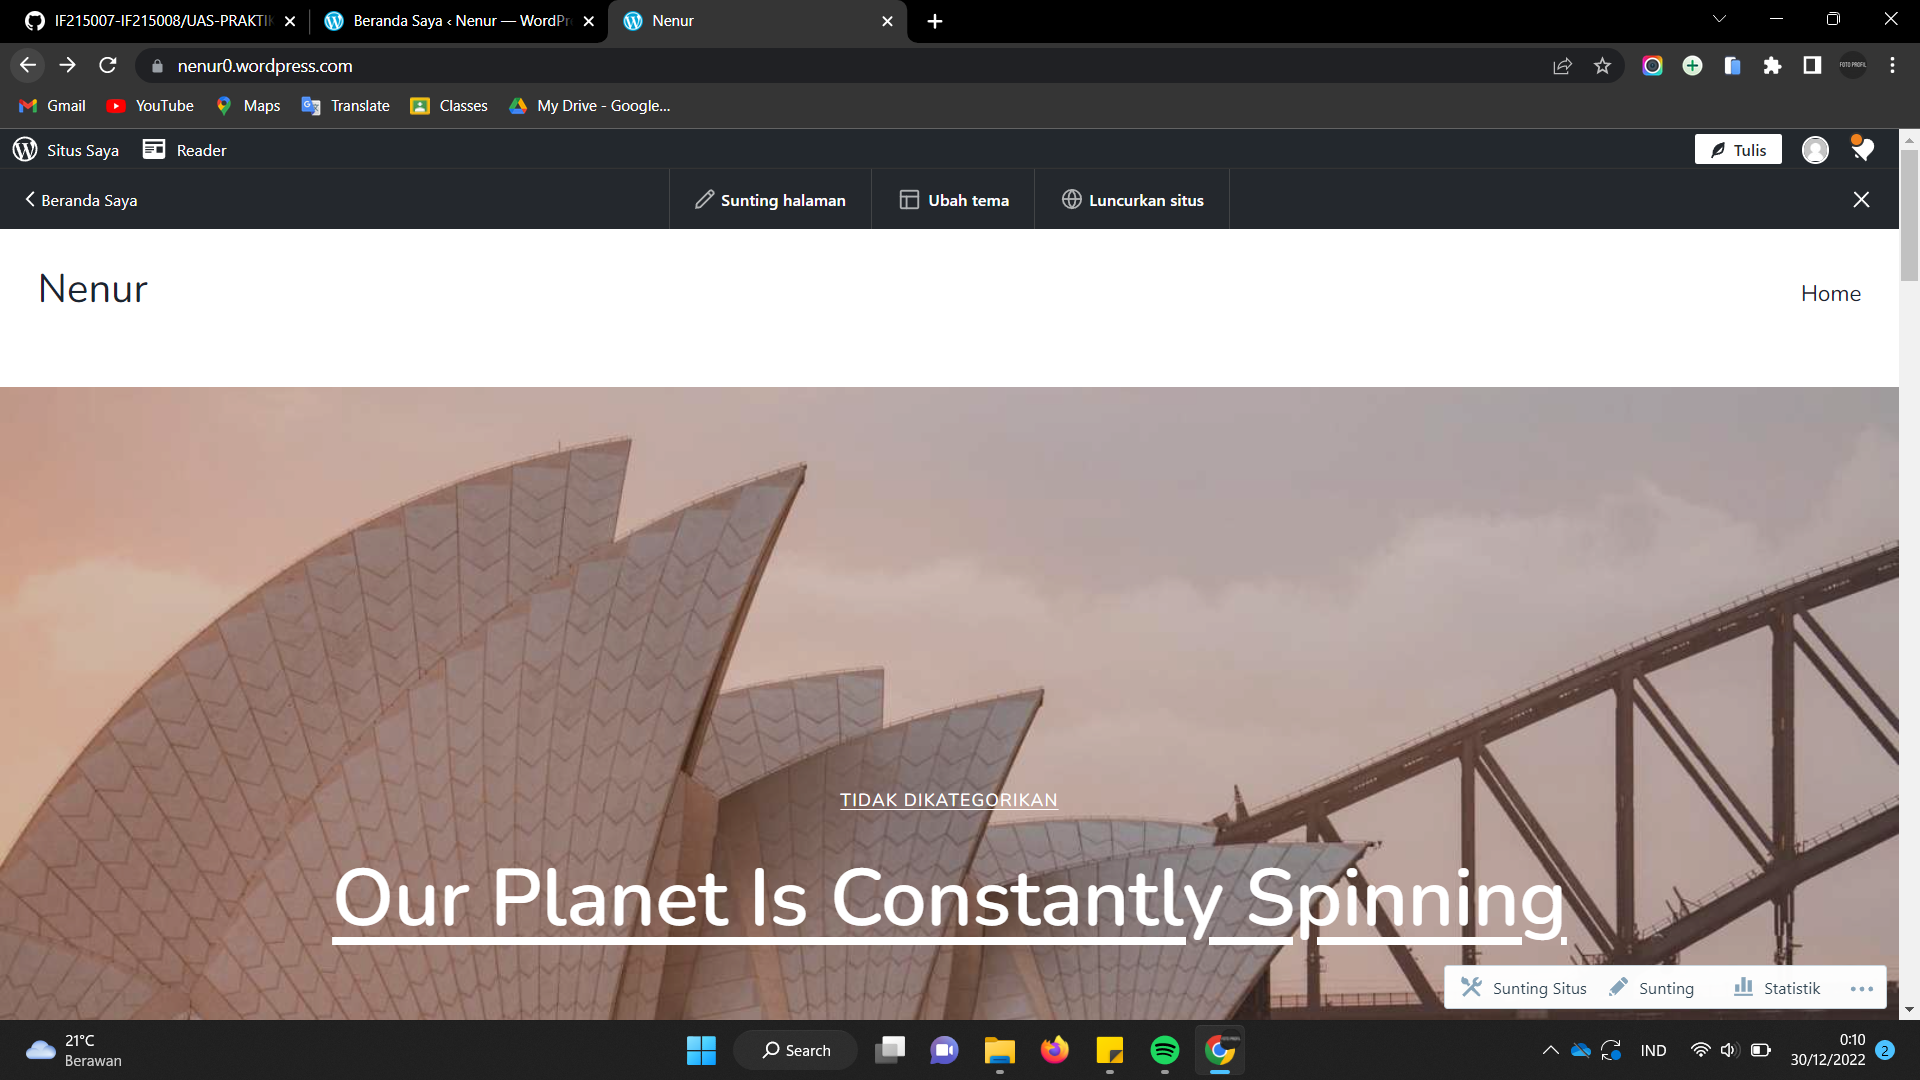 IF215007-IF215008/UAS-PRAKTIK
Beranda Saya ‹ Nenur — WordPr
Nenur
nenur0.wordpress.com
Gmail
YouTube
Maps
Translate
Classes
My Drive - Google...
Situs Saya
Reader
Tulis
Beranda Saya
Sunting halaman
Ubah tema
Luncurkan situs
Nenur
Home
TIDAK DIKATEGORIKAN
Our Planet Is Constantly Spinning
Sunting Situs
Sunting
Statistik
21°C
Berawan
Search
IND
0:10
30/12/2022
2